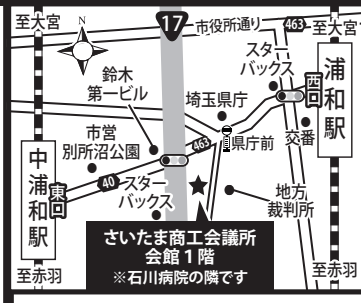 至大宮
N
17
市役所通り
463
至大宮
スター
バックス
西口
浦和駅
鈴木
第一ビル
埼玉県庁
県庁前
交番
市営
別所沼公園
463
中浦和駅
東口
40
スター
バックス
地方
裁判所
さいたま商工会議所
会館1階
※石川病院の隣です
至赤羽
至赤羽